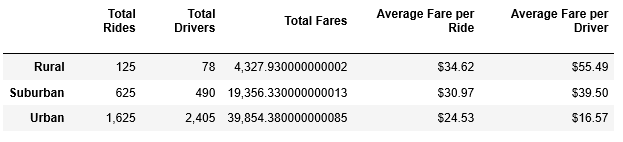 Total Rides Total Drivers Total Fares Average Fare per Ride Average Fare per Driver
Rural 125 78 4,327.930000000002 $34.62 $55.49
Suburban 625 490 19,356.330000000013 $30.97 $39.50
Urban 1,625 2,405 39,854.380000000085 $24.53 $16.57